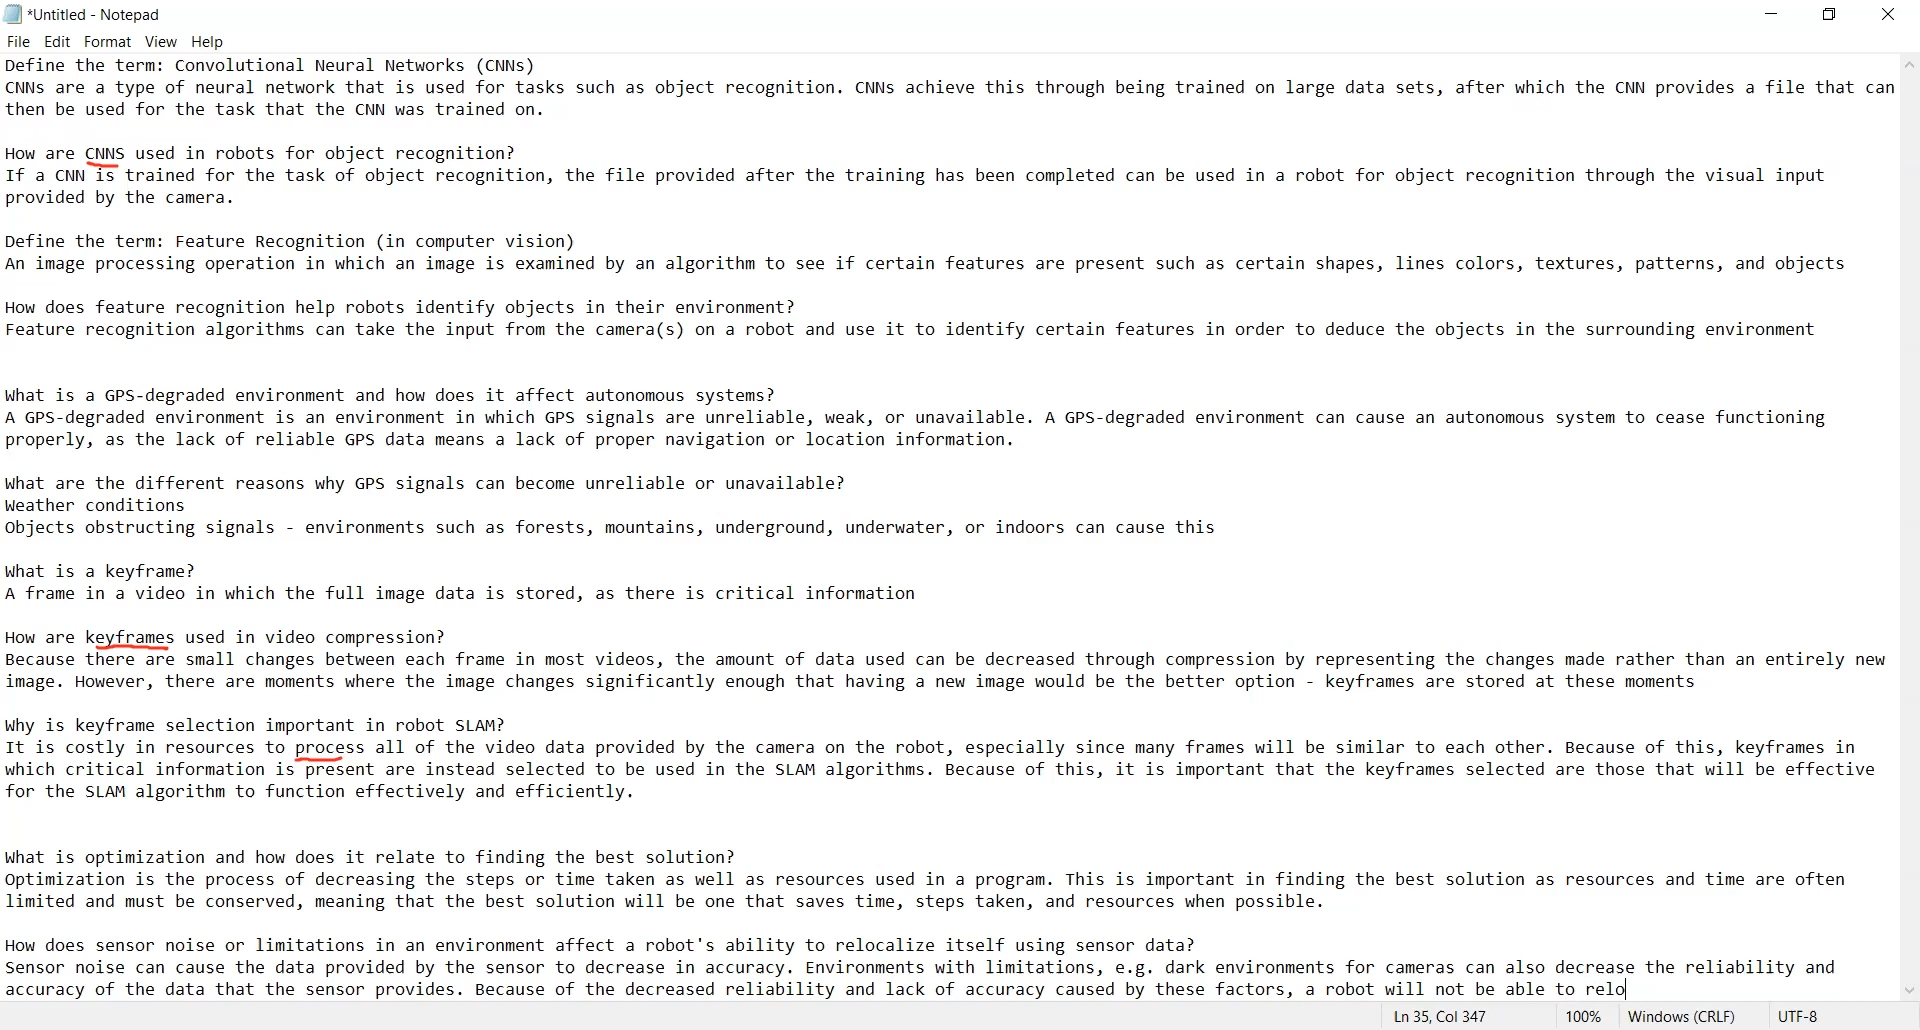 *Untitled - Notepad
File Edit Format View Help
Define the term: Convolutional Neural Networks (CNNs)
CNNs are a type of neural network that is used for tasks such as object recognition. CNNs achieve this through being trained on large data sets, after which the CNN provides a file that can
then be used for the task that the CNN was trained on.
How are CNNS used in robots for object recognition?
If a CNN is trained for the task of object recognition, the file provided after the training has been completed can be used in a robot for object recognition through the visual input
provided by the camera.
Define the term: Feature Recognition (in computer vision)
An image processing operation in which an image is examined by an algorithm to see if certain features are present such as certain shapes, lines colors, textures, patterns, and objects
How does feature recognition help robots identify objects in their environment?
Feature recognition algorithms can take the input from the camera(s) on a robot and use it to identify certain features in order to deduce the objects in the surrounding environment
What is a GPS-degraded environment and how does it affect autonomous systems?
A GPS-degraded environment is an environment in which GPS signals are unreliable, weak, or unavailable. A GPS-degraded environment can cause an autonomous system to cease functioning
properly, as the lack of reliable GPS data means a lack of proper navigation or location information.
What are the different reasons why GPS signals can become unreliable or unavailable?
Weather conditions
Objects obstructing signals - environments such as forests, mountains, underground, underwater, or indoors can cause this
What is a keyframe?
A frame in a video in which the full image data is stored, as there is critical information
How are keyframes used in video compression?
Because there are small changes between each frame in most videos, the amount of data used can be decreased through compression by representing the changes made rather than an entirely new
image. However, there are moments where the image changes significantly enough that having a new image would be the better option - keyframes are stored at these moments
Why is keyframe selection important in robot SLAM?
It is costly in resources to process all of the video data provided by the camera on the robot, especially since many frames will be similar to each other. Because of this, keyframes in
which critical information is present are instead selected to be used in the SLAM algorithms. Because of this, it is important that the keyframes selected are those that will be effective
for the SLAM algorithm to function effectively and efficiently.
What is optimization and how does it relate to finding the best solution?
Optimization is the process of decreasing the steps or time taken as well as resources used in a program. This is important in finding the best solution as resources and time are often
limited and must be conserved, meaning that the best solution will be one that saves time, steps taken, and resources when possible.
How does sensor noise or limitations in an environment affect a robot's ability to relocalize itself using sensor data?
Sensor noise can cause the data provided by the sensor to decrease in accuracy. Environments with limitations, e.g. dark environments for cameras can also decrease the reliability and
accuracy of the data that the sensor provides. Because of the decreased reliability and lack of accuracy caused by these factors, a robot will not be able to relo
Ln 35, Col 347 100% Windows (CRLF) UTF-8